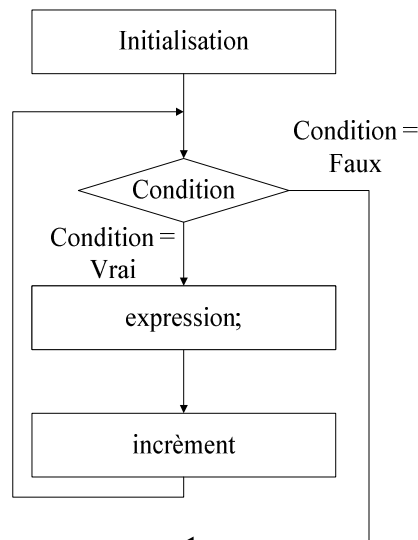 Initialisation
Condition =
Faux
Condition
Condition =
Vrai
expression;
incrèment